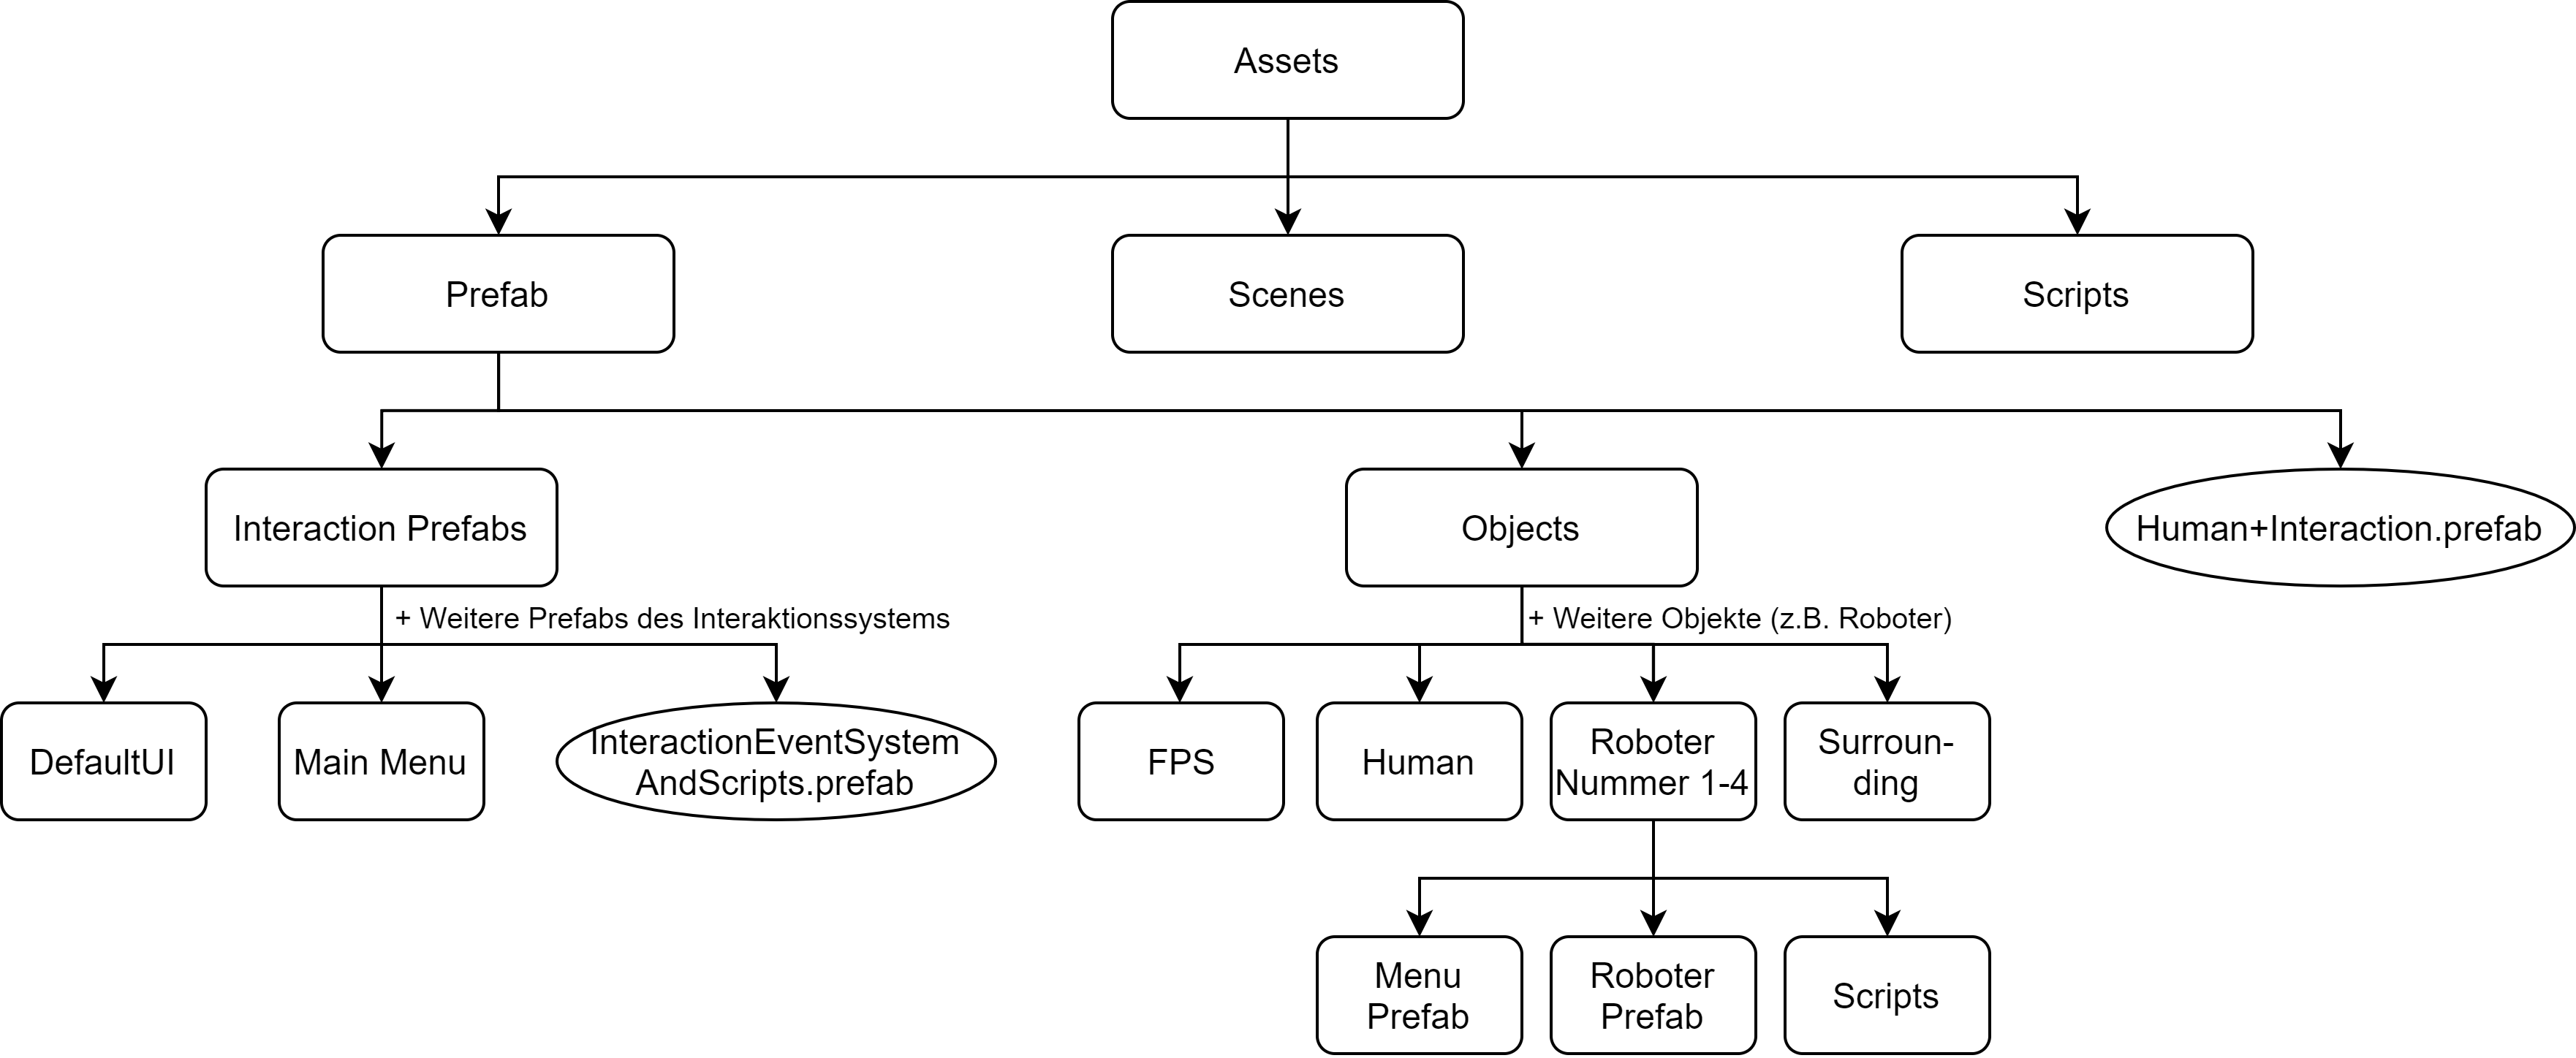 Assets
Prefab
Scenes
Scripts
Interaction Prefabs
Objects
Human+Interaction.prefab
+ Weitere Prefabs des Interaktionssystems
+ Weitere Objekte (z.B. Roboter)
DefaultUI
Main Menu
InteractionEventSystem
AndScripts.prefab
FPS
Human
Roboter
Nummer 1-4
Surroun-
ding
Menu
Prefab
Roboter
Prefab
Scripts